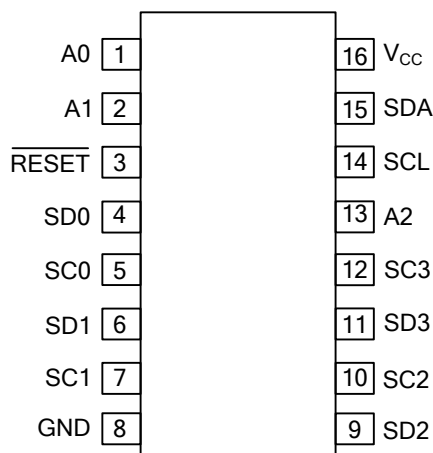 A0 1 16 VCC
A1 2 15 SDA
RESET 3 14 SCL
SD0 4 13 A2
SC0 5 12 SC3
SD1 6 11 SD3
SC1 7 10 SC2
GND 8 9 SD2